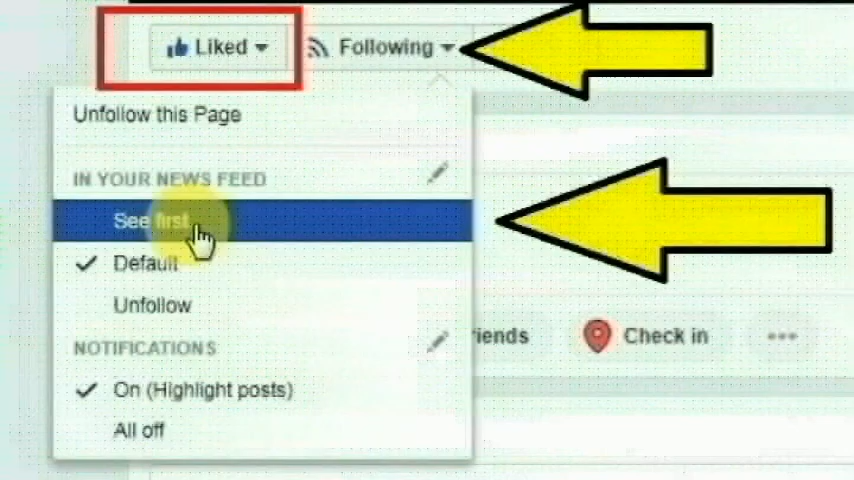 Liked Following
Unfollow this Page
IN YOUR NEWS FEED
See first
Default
Unfollow
riends Check in
NOTIFICATIONS
On (Highlight posts)
All off